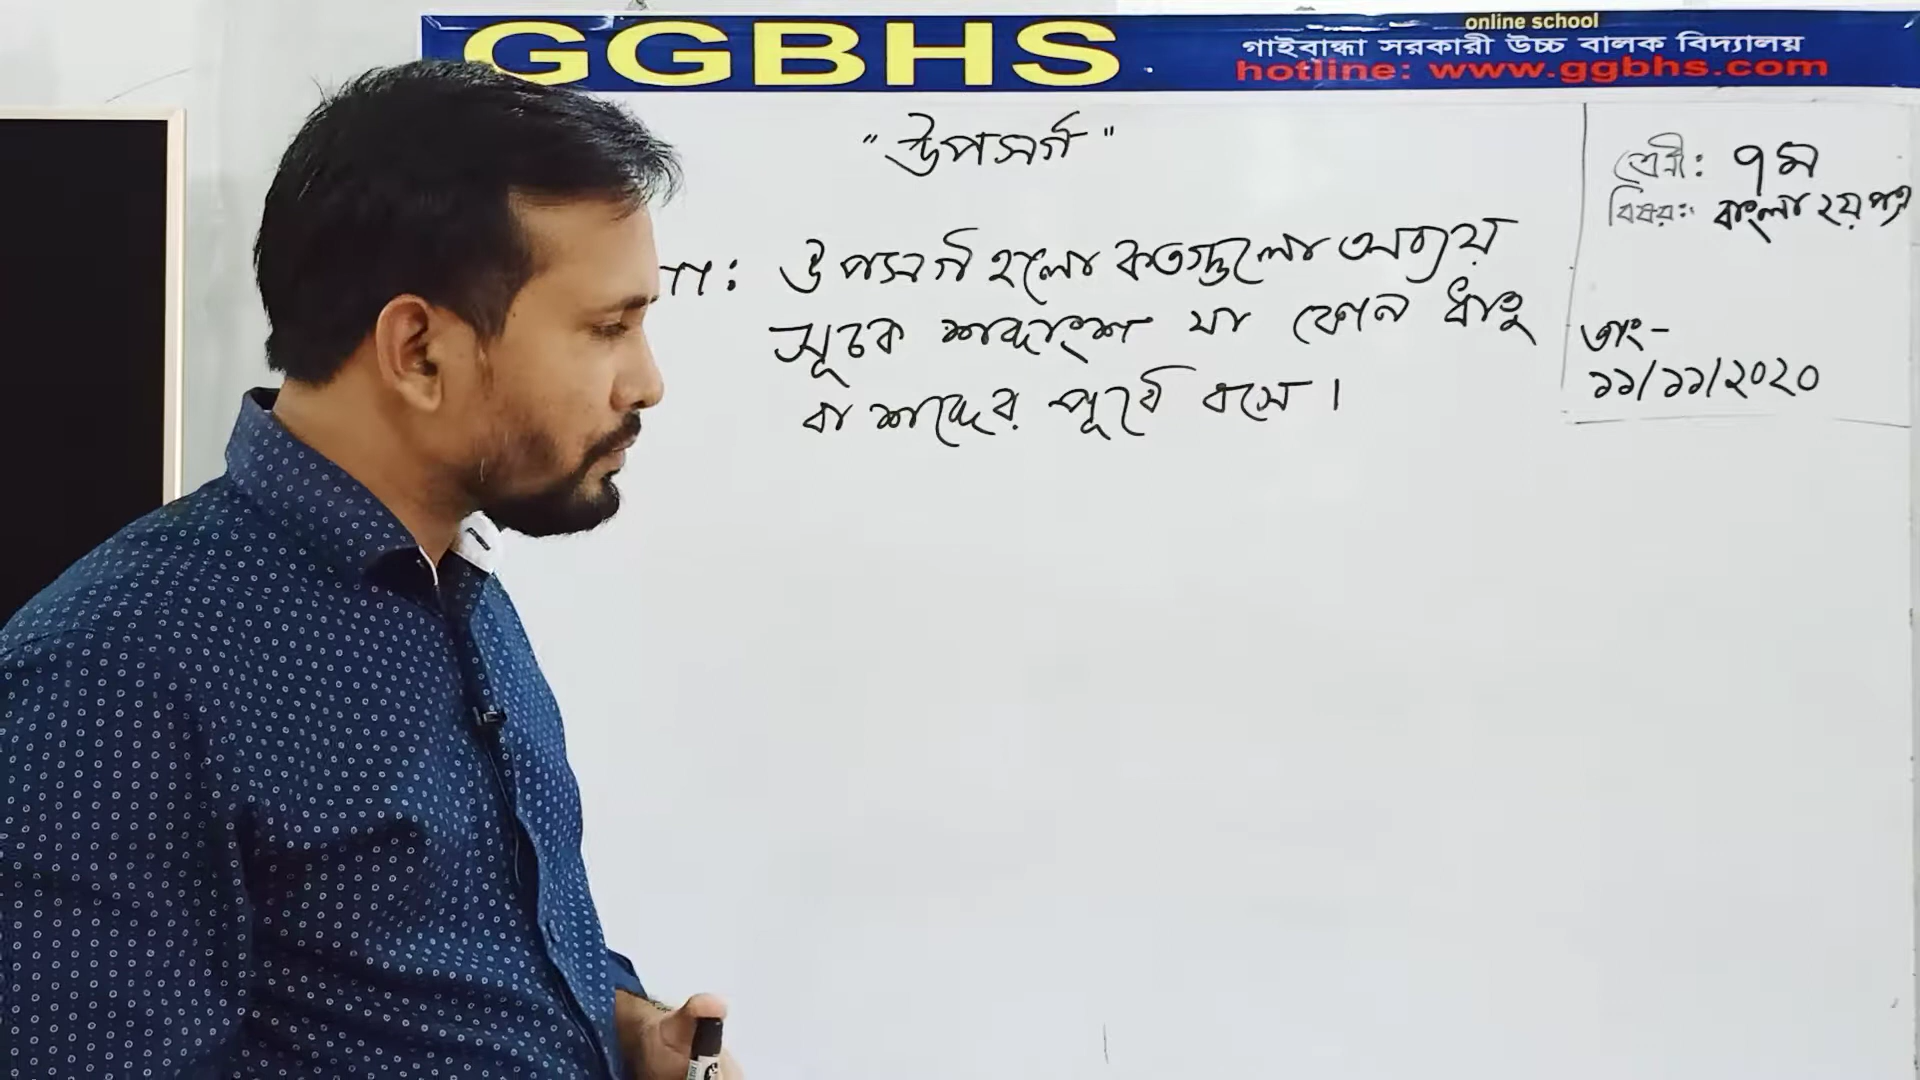 GGBHS
online school
গাইবান্ধা সরকারী উচ্চ বালক বিদ্যালয়
hotline: www.ggbhs.com
"উপসর্গ"
শ্রেণী: ৭ম
বিষয়ঃ বাংলা ২য় পত্র
উপসর্গ হলো কতগুলো অব্যয়
সূচক শব্দাংশ যা কোন ধাতু
বা শব্দের পূর্বে বসে।
তাং-
১১/১১/২০২০